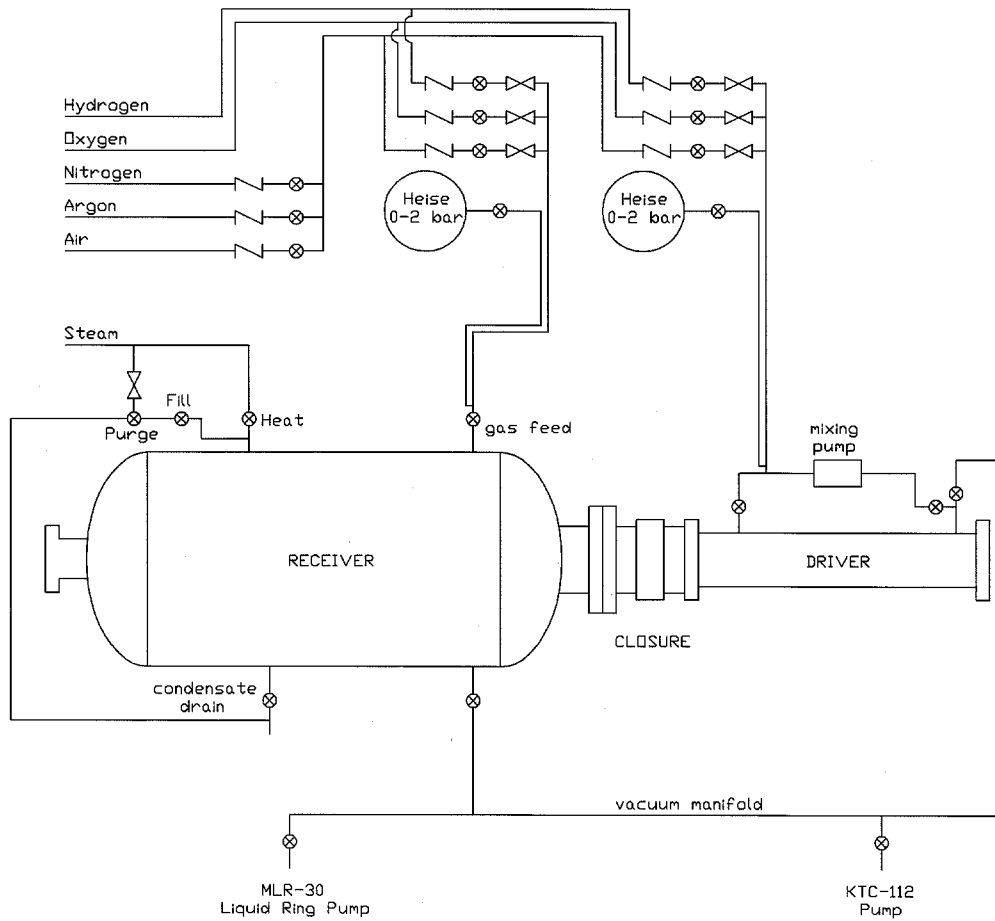 Hydrogen
Oxygen
Nitrogen
Argon
Air
Heise
0-2 bar
Heise
0-2 bar
Steam
Fill
Purge
Heat
gas feed
mixing
pump
RECEIVER
DRIVER
CLOSURE
condensate
drain
vacuum manifold
MLR-30
Liquid Ring Pump
KTC-112
Pump